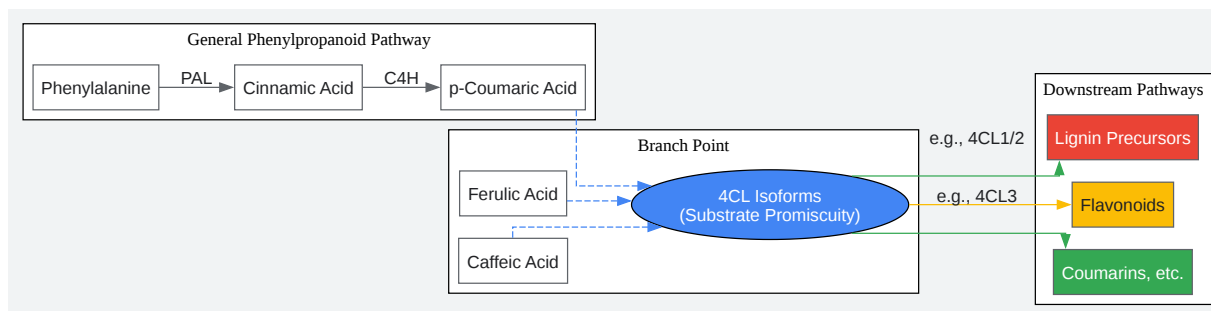 General Phenylpropanoid Pathway
Phenylalanine
PAL
Cinnamic Acid
C4H
p-Coumaric Acid
Branch Point
Ferulic Acid
Caffeic Acid
4CL Isoforms
(Substrate Promiscuity)
e.g., 4CL1/2
e.g., 4CL3
Downstream Pathways
Lignin Precursors
Flavonoids
Coumarins, etc.